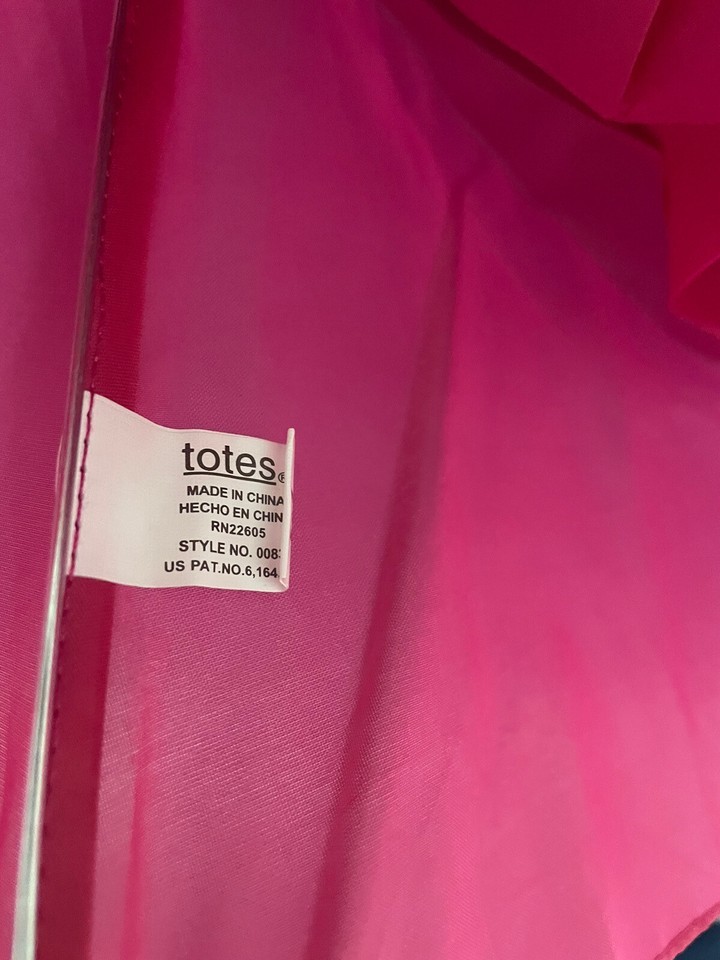 totes®
MADE IN CHINA
HECHO EN CHIN
RN22605
STYLE NO. 008
US PAT.NO.6,164